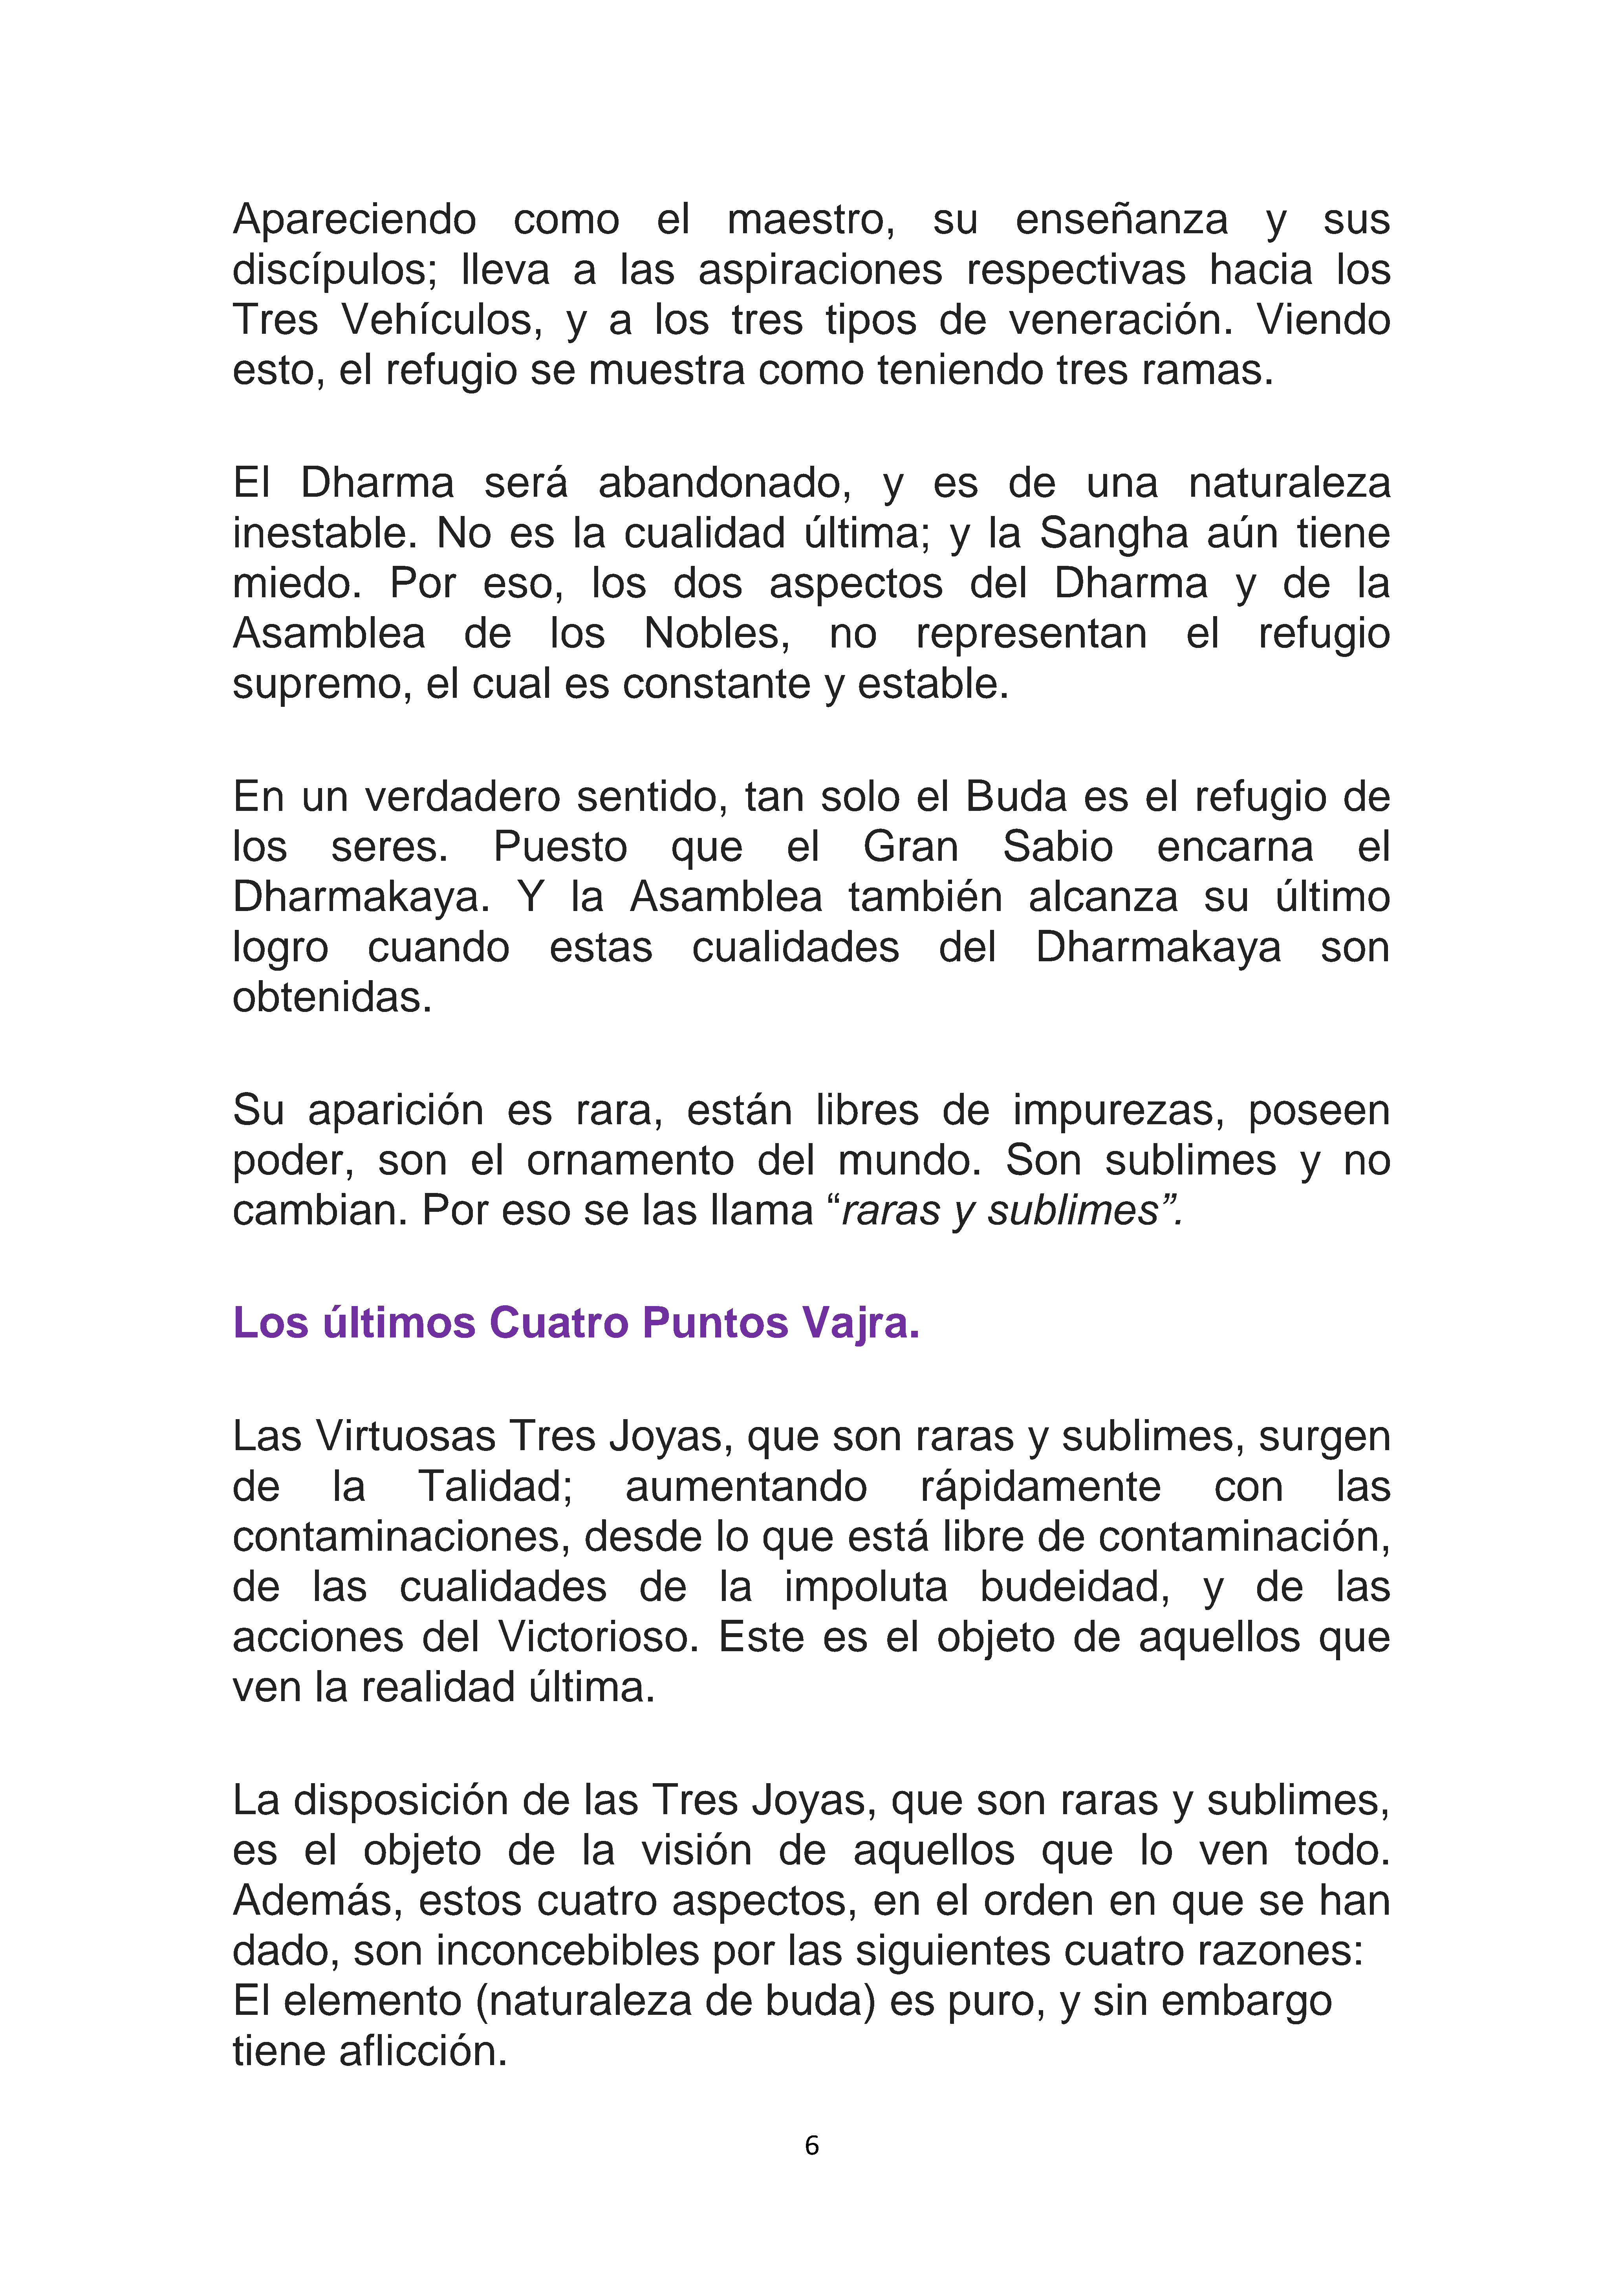 Apareciendo como el maestro, su enseñanza y sus
discípulos; lleva a las aspiraciones respectivas hacia los
Tres Vehículos, y a los tres tipos de veneración. Viendo
esto, el refugio se muestra como teniendo tres ramas.
El Dharma será abandonado, y es de una naturaleza
inestable. No es la cualidad última; y la Sangha aún tiene
miedo. Por eso, los dos aspectos del Dharma y de la
Asamblea de los Nobles, no representan el refugio
supremo, el cual es constante y estable.
En un verdadero sentido, tan solo el Buda es el refugio de
los seres. Puesto que el Gran Sabio encarna el
Dharmakaya. Y la Asamblea también alcanza su último
logro cuando estas cualidades del Dharmakaya son
obtenidas.
Su aparición es rara, están libres de impurezas, poseen
poder, son el ornamento del mundo. Son sublimes y no
cambian. Por eso se las llama “raras y sublimes”.
Los últimos Cuatro Puntos Vajra.
Las Virtuosas Tres Joyas, que son raras y sublimes, surgen
de la Talidad; aumentando rápidamente con las
contaminaciones, desde lo que está libre de contaminación,
de las cualidades de la impoluta budeidad, y de las
acciones del Victorioso. Este es el objeto de aquellos que
ven la realidad última.
La disposición de las Tres Joyas, que son raras y sublimes,
es el objeto de la visión de aquellos que lo ven todo.
Además, estos cuatro aspectos, en el orden en que se han
dado, son inconcebibles por las siguientes cuatro razones:
El elemento (naturaleza de buda) es puro, y sin embargo
tiene aflicción.
6